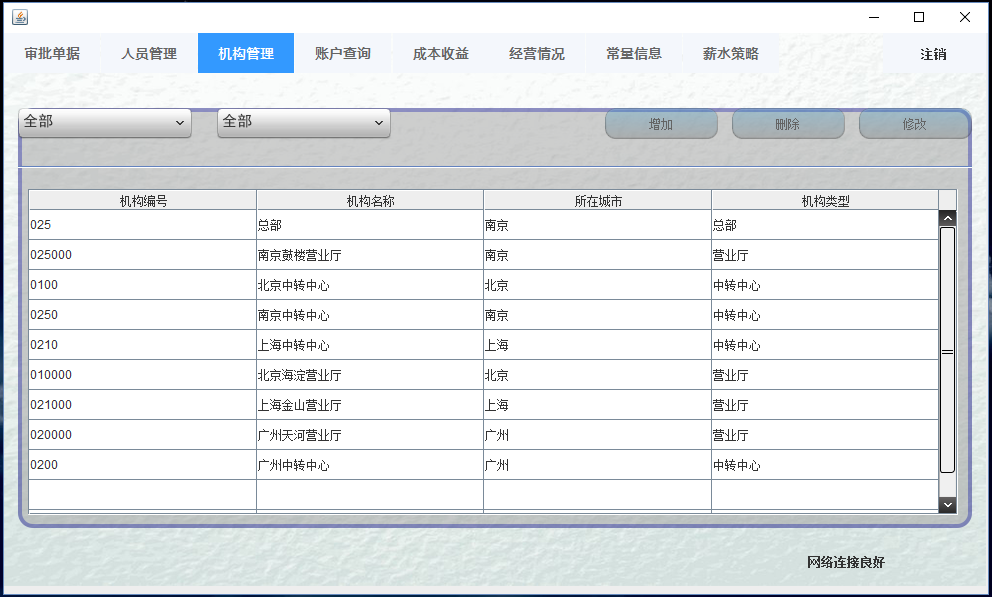 审批单据 人员管理 机构管理 账户查询 成本收益 经营情况 常量信息 薪水策略 注销
全部 全部 增加 删除 修改
机构编号 机构名称 所在城市 机构类型
025 总部 南京 总部
025000 南京鼓楼营业厅 南京 营业厅
0100 北京中转中心 北京 中转中心
0250 南京中转中心 南京 中转中心
0210 上海中转中心 上海 中转中心
010000 北京海淀营业厅 北京 营业厅
021000 上海金山营业厅 上海 营业厅
020000 广州天河营业厅 广州 营业厅
0200 广州中转中心 广州 中转中心
网络连接良好